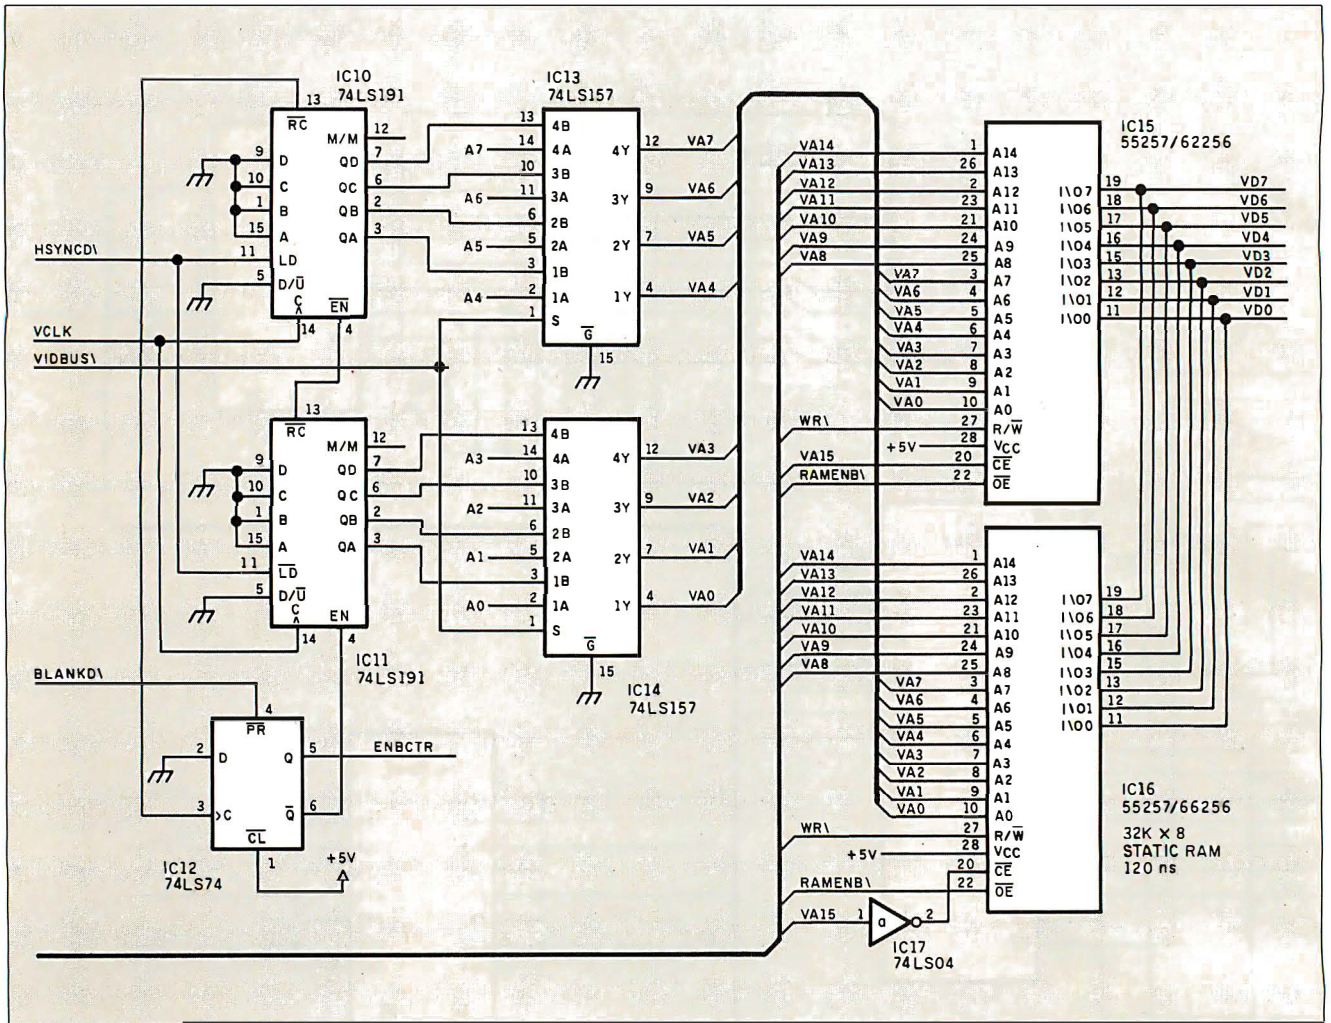 IC10
74LS191
13
RC
M/M 12
9 D
QD 7
10 C
QC 6
1 B
QB 2
15 A
QA 3
HSYNCD\
11 LD
5 D/U
C
EN
14
4
VCLK
VIDBUS\
IC13
74LS157
13 4B
A7 14 4A
4Y 12 VA7
10 3B
A6 11 3A
3Y 9 VA6
6 2B
A5 5 2A
2Y 7 VA5
3 1B
A4 2 1A
1Y 4 VA4
1 S
G
15
13
RC
M/M 12
9 D
QD 7
10 C
QC 6
1 B
QB 2
15 A
QA 3
11 LD
5 D/U
C
EN
14
4
IC11
74LS191
13 4B
A3 14 4A
4Y 12 VA3
10 3B
A2 11 3A
3Y 9 VA2
6 2B
A1 5 2A
2Y 7 VA1
3 1B
A0 2 1A
1Y 4 VA0
1 S
G
15
IC14
74LS157
BLANKD\
4
PR
2 D
Q 5 ENBCTR
3 >C
Q 6
CL
1
+5V
IC12
74LS74
IC15
55257/62256
VA14 1 A14
VA13 26 A13
VA12 2 A12
VA11 23 A11
VA10 21 A10
VA9 24 A9
VA8 25 A8
VA7 3 A7
VA6 4 A6
VA5 5 A5
VA4 6 A4
VA3 7 A3
VA2 8 A2
VA1 9 A1
VA0 10 A0
WR\ 27 R/W
+5V 28 VCC
VA15 20 CE
RAMENB\ 22 OE
I\O7 19 VD7
I\O6 18 VD6
I\O5 17 VD5
I\O4 16 VD4
I\O3 15 VD3
I\O2 13 VD2
I\O1 12 VD1
I\O0 11 VD0
VA14 1 A14
VA13 26 A13
VA12 2 A12
VA11 23 A11
VA10 21 A10
VA9 24 A9
VA8 25 A8
VA7 3 A7
VA6 4 A6
VA5 5 A5
VA4 6 A4
VA3 7 A3
VA2 8 A2
VA1 9 A1
VA0 10 A0
WR\ 27 R/W
+5V 28 VCC
20 CE
RAMENB\ 22 OE
VA15 1 a 2
IC17
74LS04
I\O7 19
I\O6 18
I\O5 17
I\O4 16
I\O3 15
I\O2 13
I\O1 12
I\O0 11
IC16
55257/66256
32K × 8
STATIC RAM
120 ns